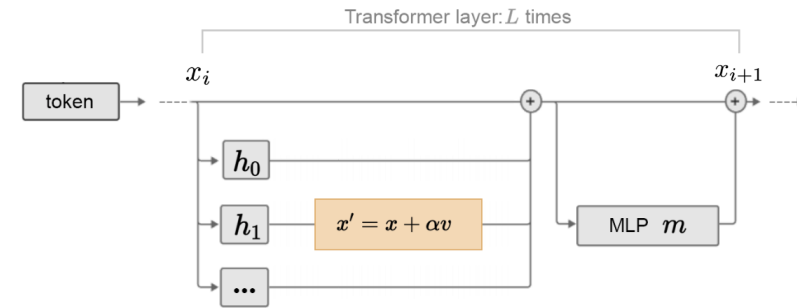 Transformer layer: L times
x_i
x_{i+1}
token
+
+
h_0
h_1
x' = x + αv
MLP m
...